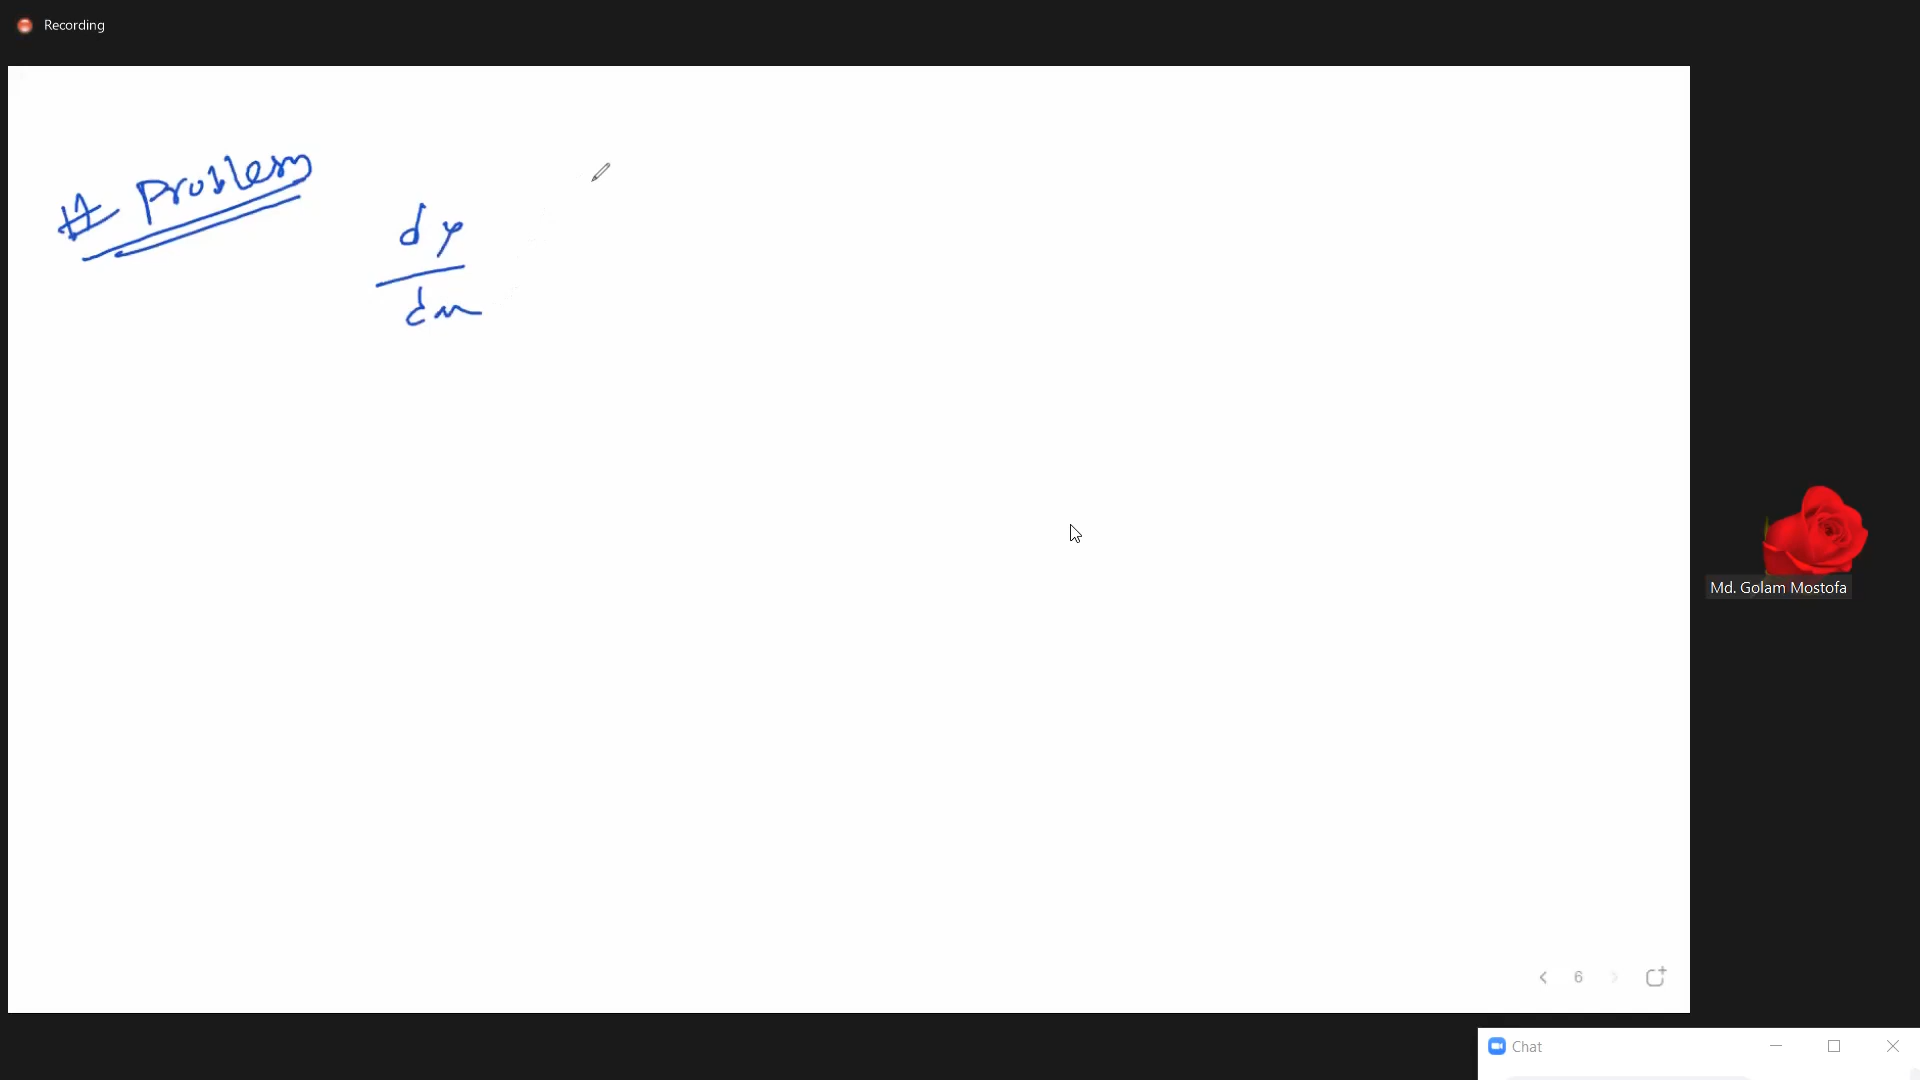 Recording
# Problem
dy
dx
Md. Golam Mostofa
6
Chat